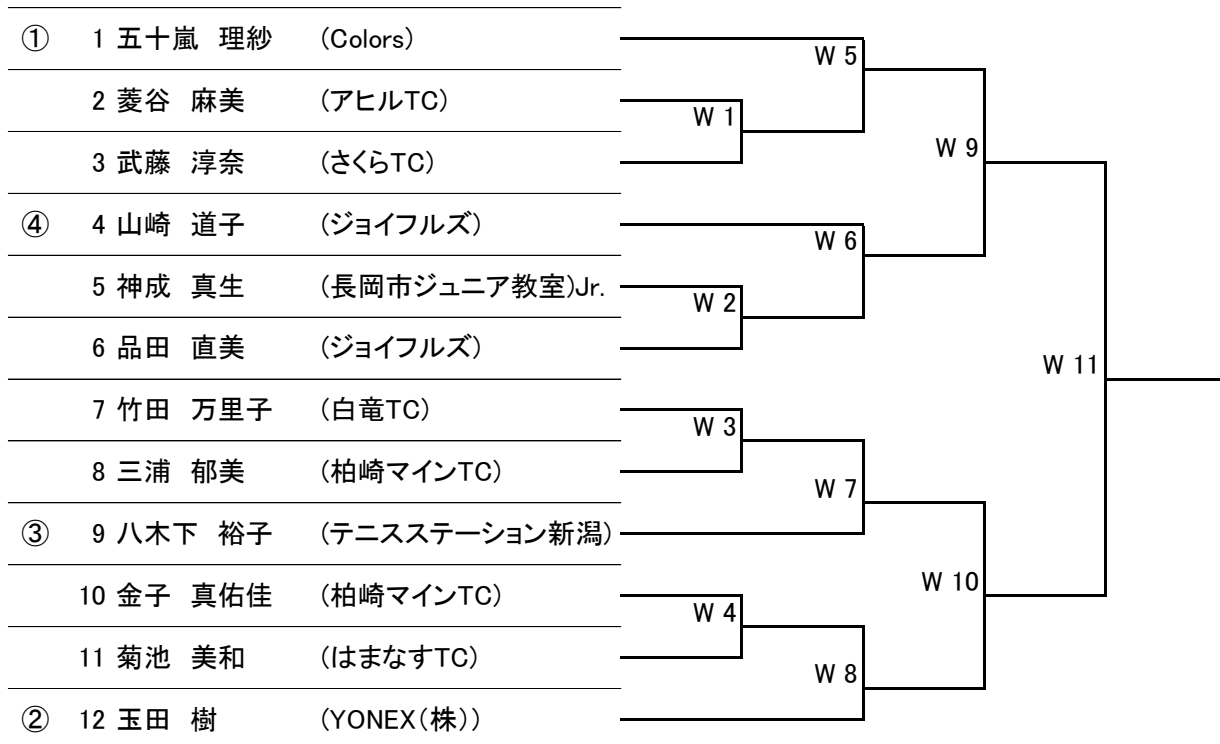 ① 1 五十嵐 理紗 (Colors)
W 5
2 菱谷 麻美 (アヒルTC)
W 1
3 武藤 淳奈 (さくらTC)
W 9
④ 4 山崎 道子 (ジョイフルズ)
W 6
5 神成 真生 (長岡市ジュニア教室)Jr.
W 2
6 品田 直美 (ジョイフルズ)
W 11
7 竹田 万里子 (白竜TC)
W 3
8 三浦 郁美 (柏崎マインTC)
W 7
③ 9 八木下 裕子 (テニスステーション新潟)
10 金子 真佑佳 (柏崎マインTC)
W 10
W 4
11 菊池 美和 (はまなすTC)
W 8
② 12 玉田 樹 (YONEX(株))